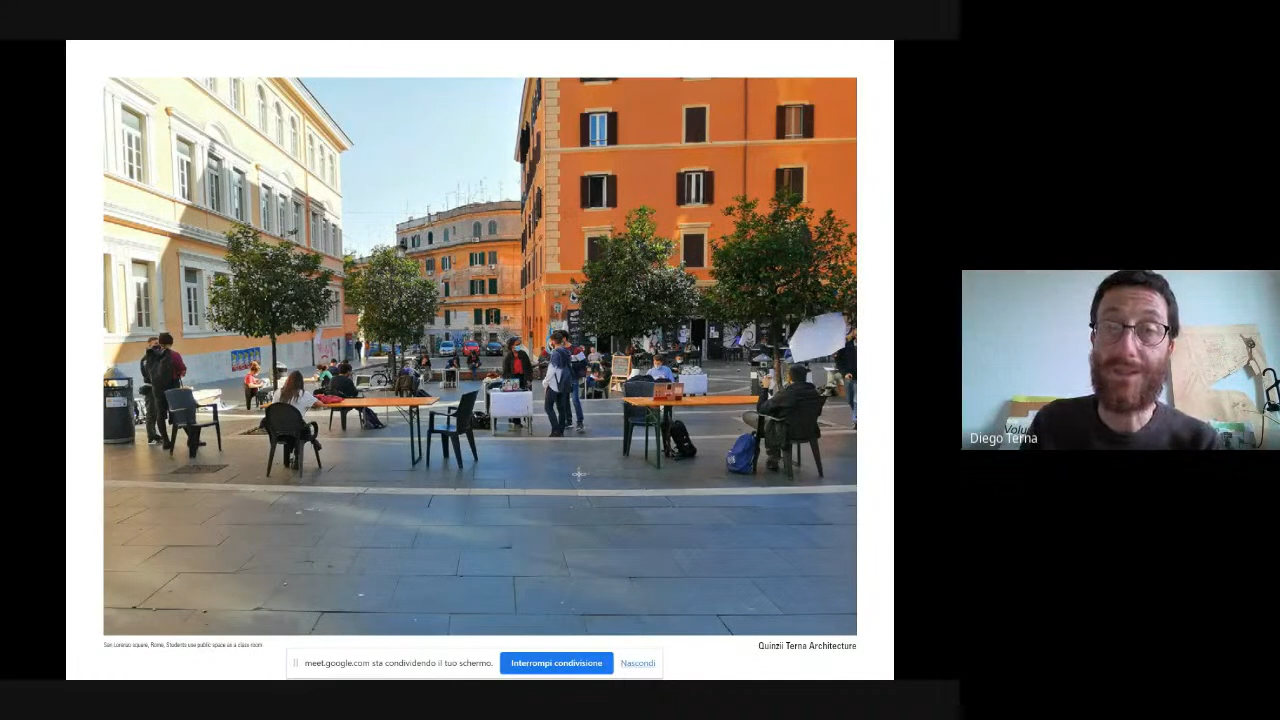 San Lorenzo square, Rome, Students use public space as a class room
Quinzii Terna Architecture
meet.google.com sta condividendo il tuo schermo.
Interrompi condivisione
Nascondi
Diego Terna